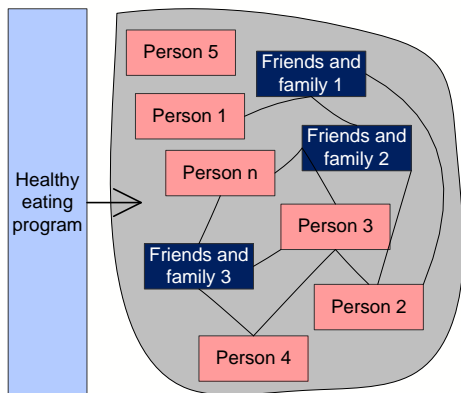 Person 5
Friends and
family 1
Person 1
Friends and
family 2
Person n
Healthy
eating
program
Person 3
Friends and
family 3
Person 2
Person 4